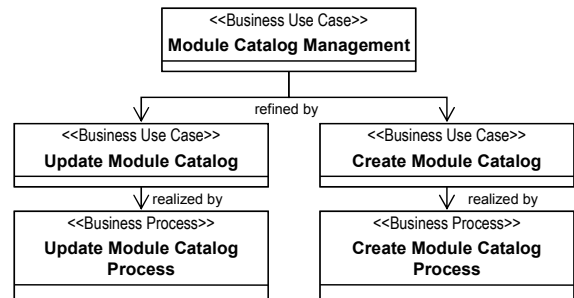 <<Business Use Case>>
Module Catalog Management
refined by
<<Business Use Case>>
Update Module Catalog
<<Business Use Case>>
Create Module Catalog
realized by
realized by
<<Business Process>>
Update Module Catalog
Process
<<Business Process>>
Create Module Catalog
Process